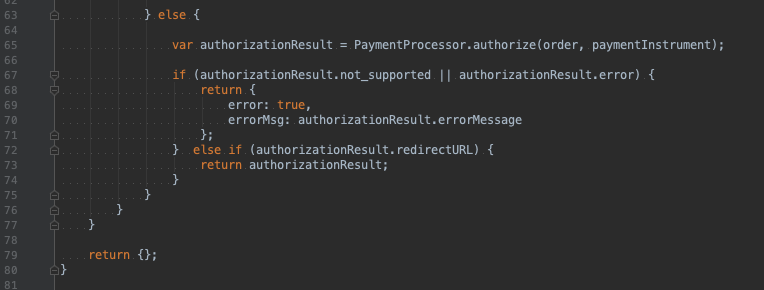 62
63 } else {
64
65 var authorizationResult = PaymentProcessor.authorize(order, paymentInstrument);
66
67 if (authorizationResult.not_supported || authorizationResult.error) {
68 return {
69 error: true,
70 errorMsg: authorizationResult.errorMessage
71 };
72 } else if (authorizationResult.redirectURL) {
73 return authorizationResult;
74 }
75 }
76 }
77 }
78
79 return {};
80 }
81